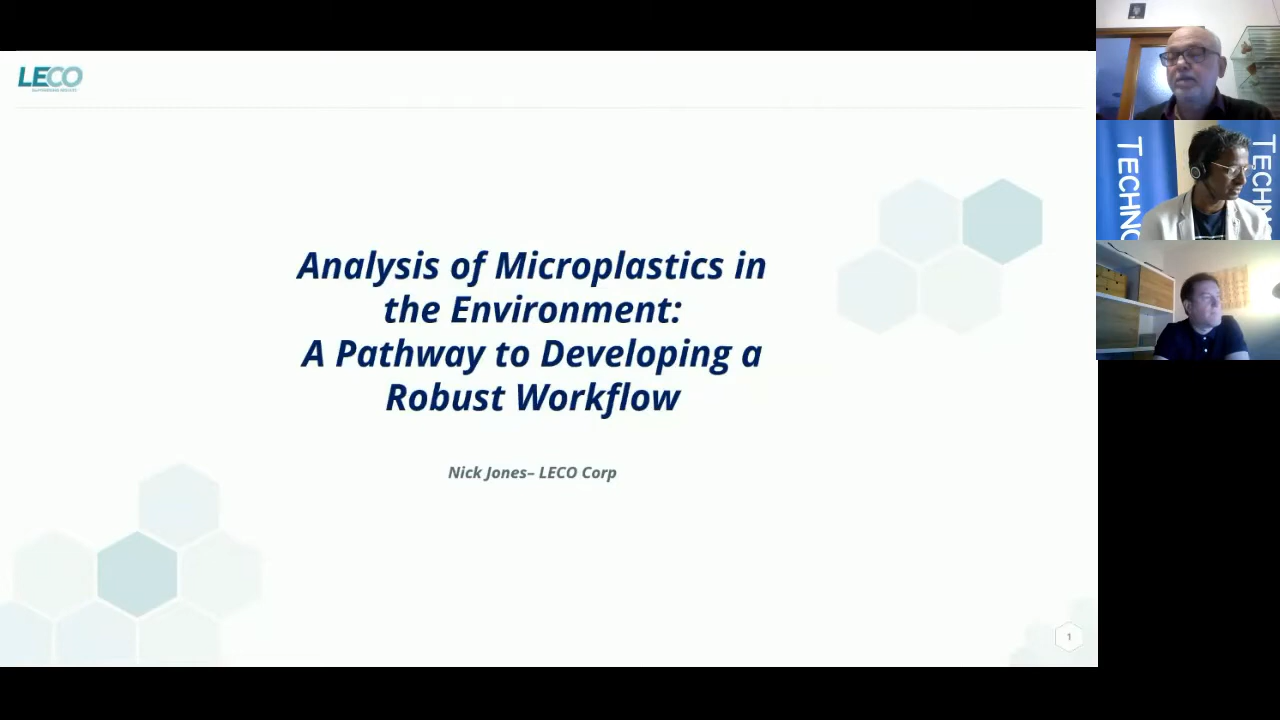 LECO
Analysis of Microplastics in
the Environment:
A Pathway to Developing a
Robust Workflow
Nick Jones– LECO Corp
1
TECHNO
TECHN